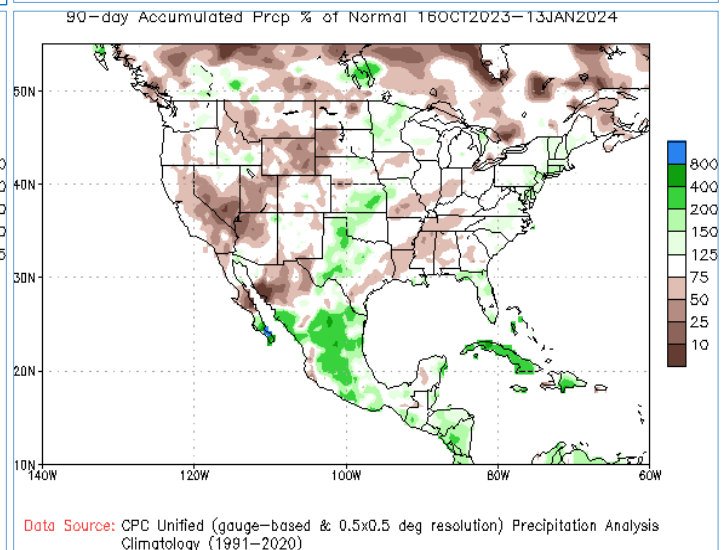 90-day Accumulated Prcp % of Normal 16OCT2023-13JAN2024
50N
40N
30N
20N
10N
140W 120W 100W 80W 60W
800
400
200
150
125
75
50
25
10
Data Source: CPC Unified (gauge-based & 0.5x0.5 deg resolution) Precipitation Analysis
Climatology (1991-2020)